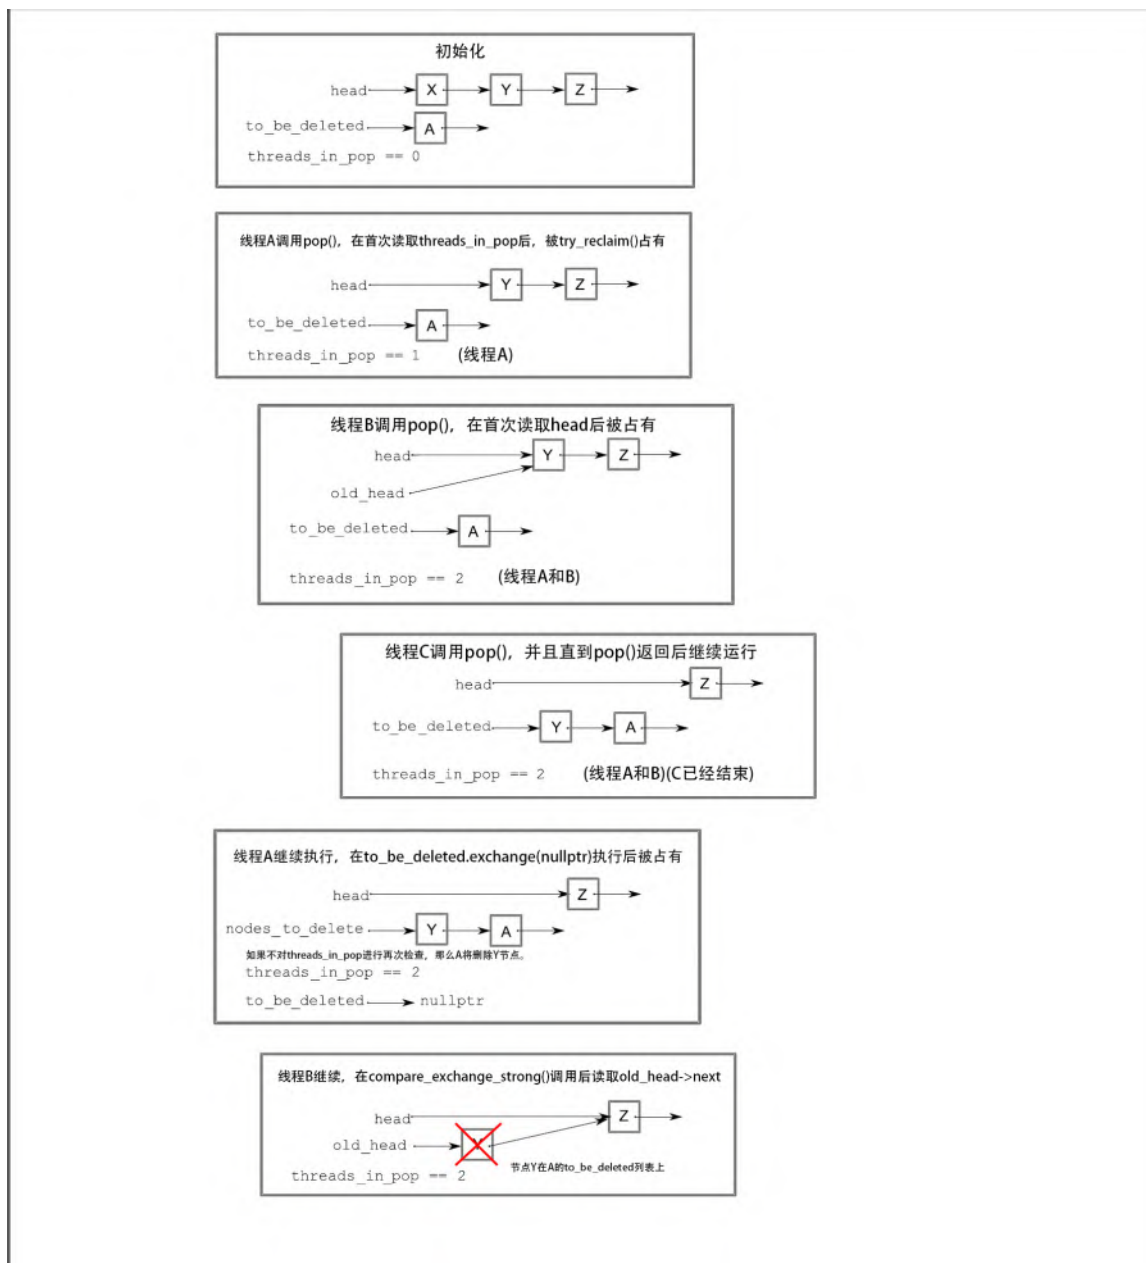 初始化
head X Y Z
to_be_deleted A
threads_in_pop == 0
线程A调用pop()，在首次读取threads_in_pop后，被try_reclaim()占有
head Y Z
to_be_deleted A
threads_in_pop == 1 (线程A)
线程B调用pop()，在首次读取head后被占有
head Y Z
old_head
to_be_deleted A
threads_in_pop == 2 (线程A和B)
线程C调用pop()，并且直到pop()返回后继续运行
head Z
to_be_deleted Y A
threads_in_pop == 2 (线程A和B)(C已经结束)
线程A继续执行，在to_be_deleted.exchange(nullptr)执行后被占有
head Z
nodes_to_delete Y A
如果不对threads_in_pop进行再次检查，那么A将删除Y节点。
threads_in_pop == 2
to_be_deleted nullptr
线程B继续，在compare_exchange_strong()调用后读取old_head->next
head Z
old_head Y
节点Y在A的to_be_deleted列表上
threads_in_pop == 2